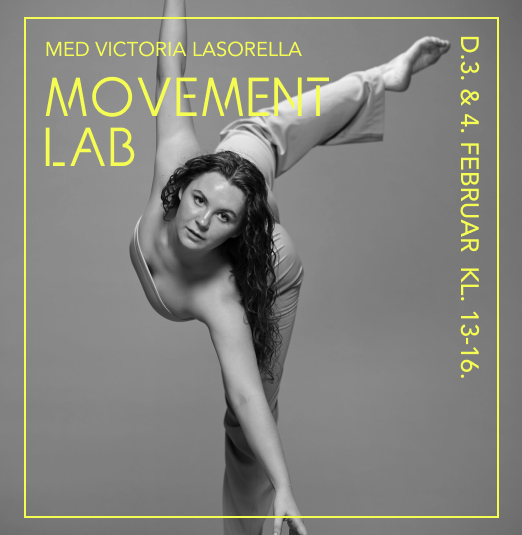 MED VICTORIA LASORELLA
MOVEMENT
LAB
D.3. & 4. FEBRUAR KL. 13-16.